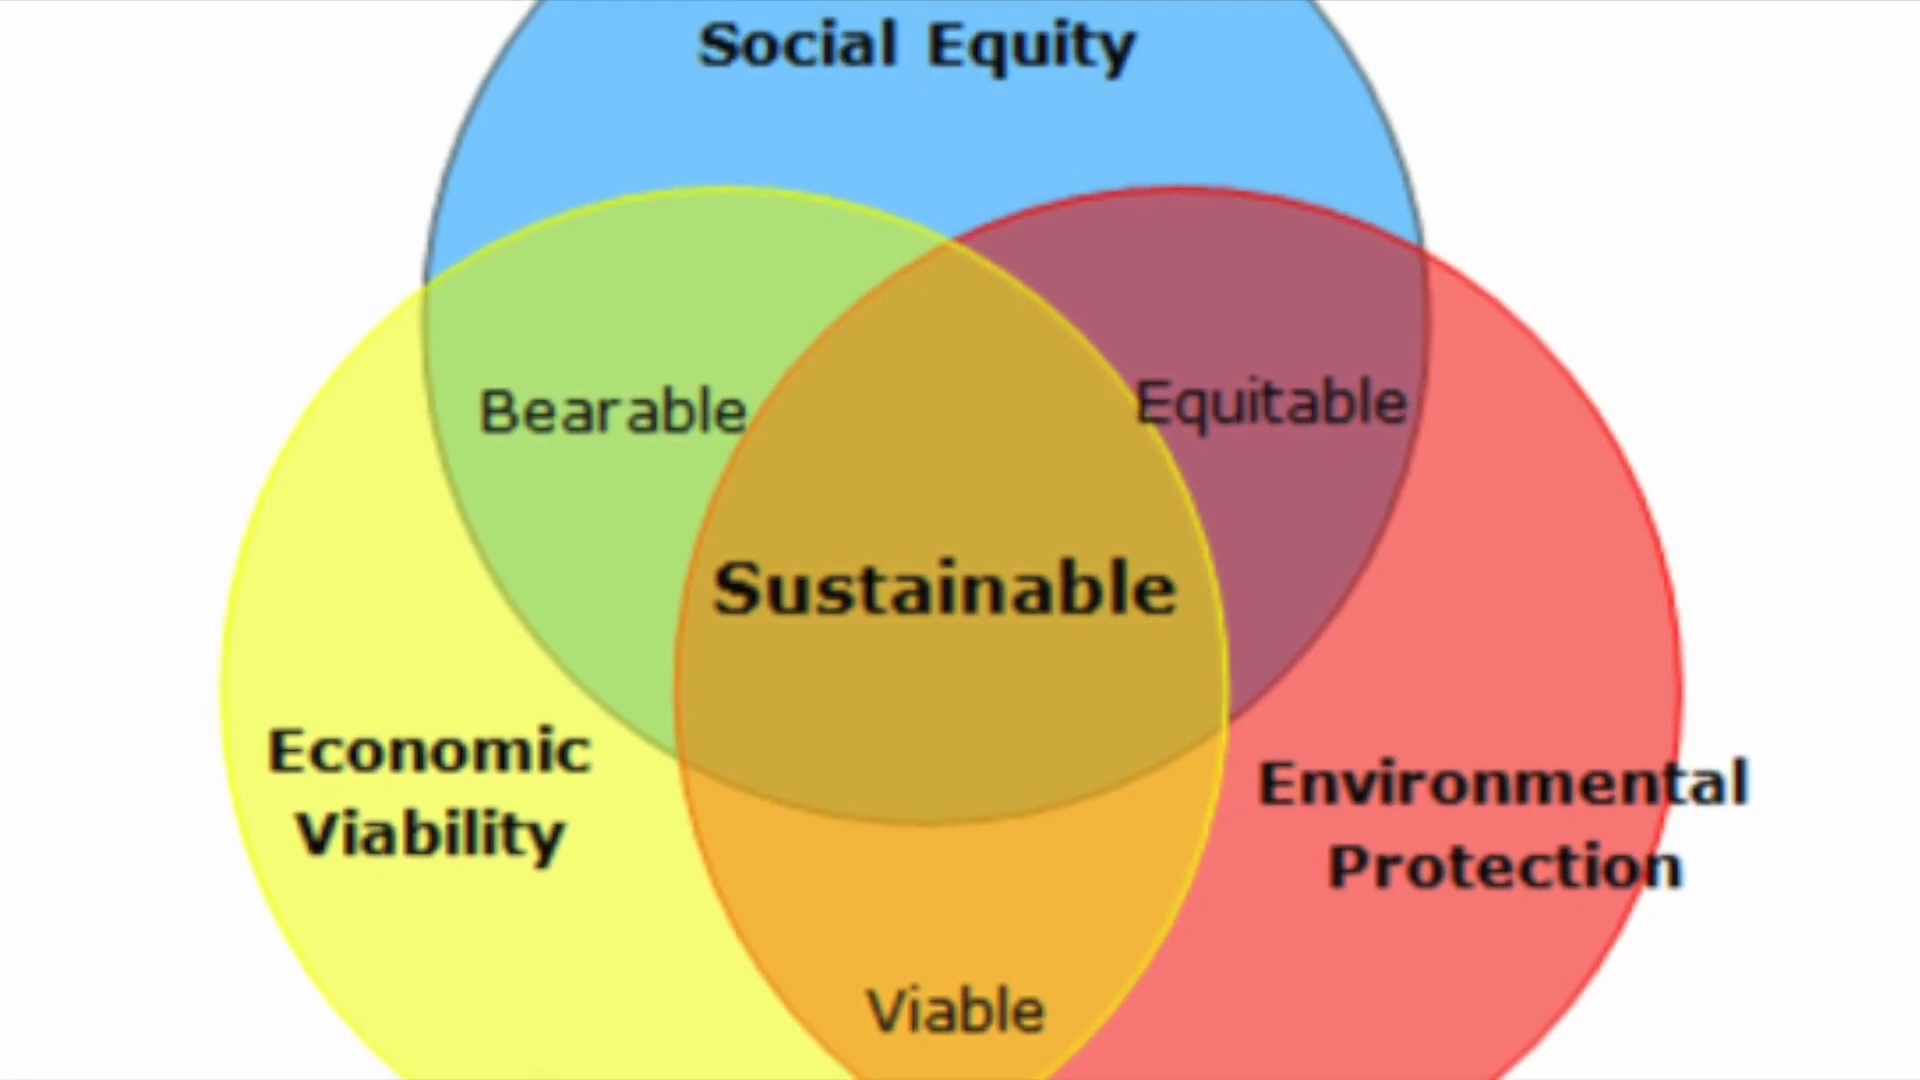 Social Equity
Bearable
Equitable
Sustainable
Economic
Viability
Environmental
Protection
Viable